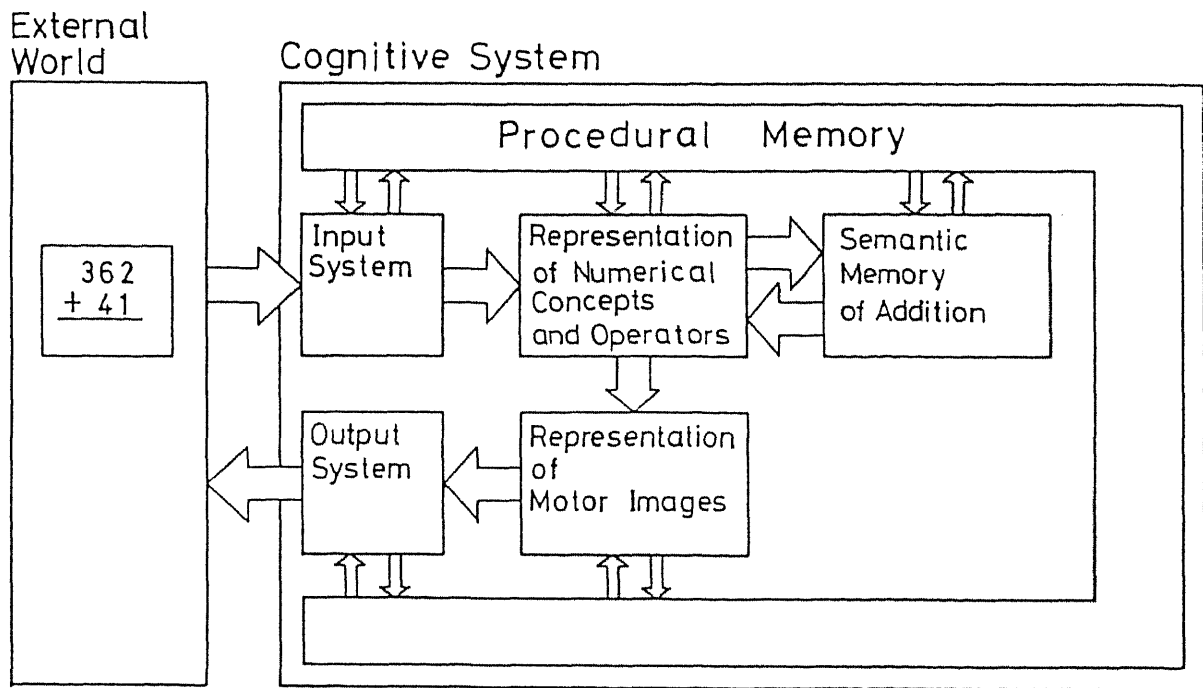 External
World
Cognitive System
Procedural Memory
362
+ 41
Input
System
Representation
of Numerical
Concepts
and Operators
Semantic
Memory
of Addition
Output
System
Representation
of
Motor Images